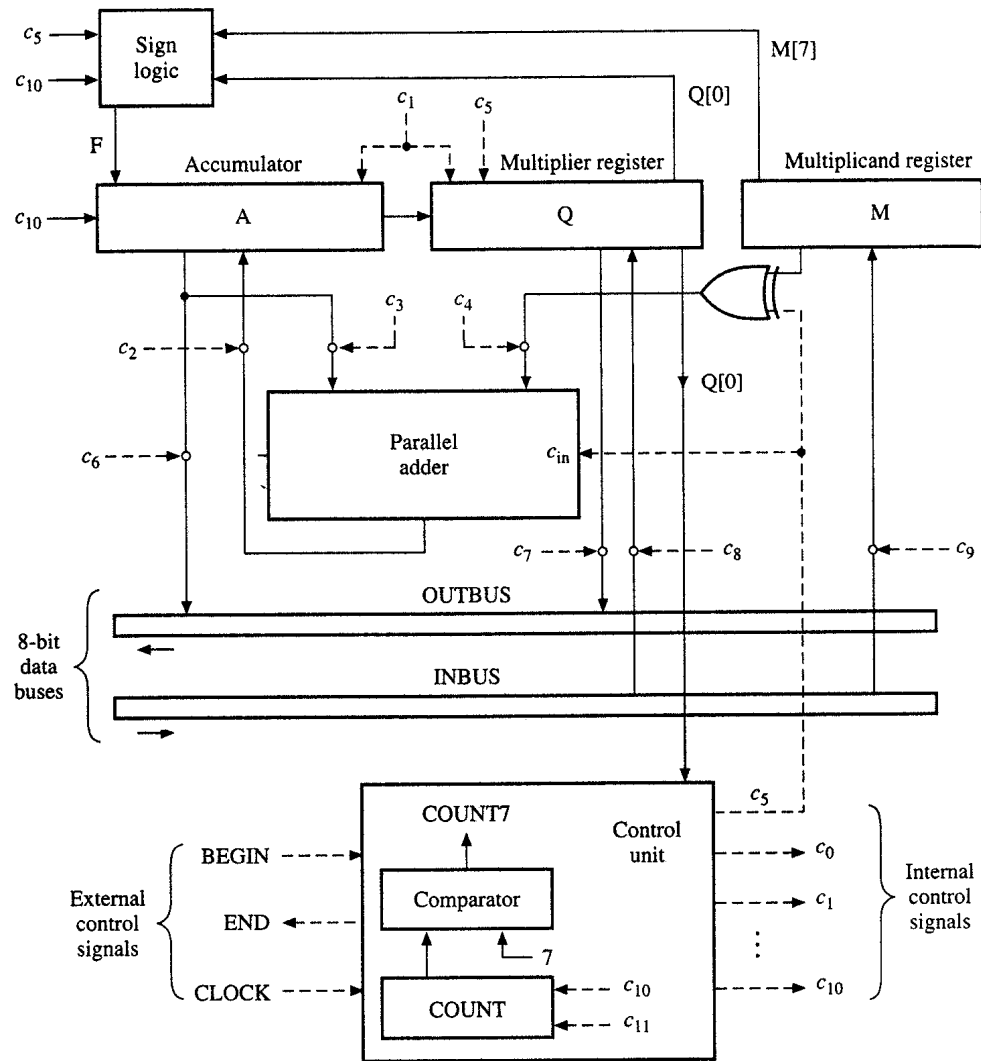 c5
Sign
logic
M[7]
c10
c1
c5
Q[0]
F
Accumulator
Multiplier register
Multiplicand register
c10
A
Q
M
c3
c4
c2
Q[0]
Parallel
adder
cin
c6
c7
c8
c9
OUTBUS
8-bit
data
buses
INBUS
c5
COUNT7
Control
unit
BEGIN
c0
External
control
signals
Internal
control
signals
Comparator
c1
END
7
CLOCK
COUNT
c10
c10
c11